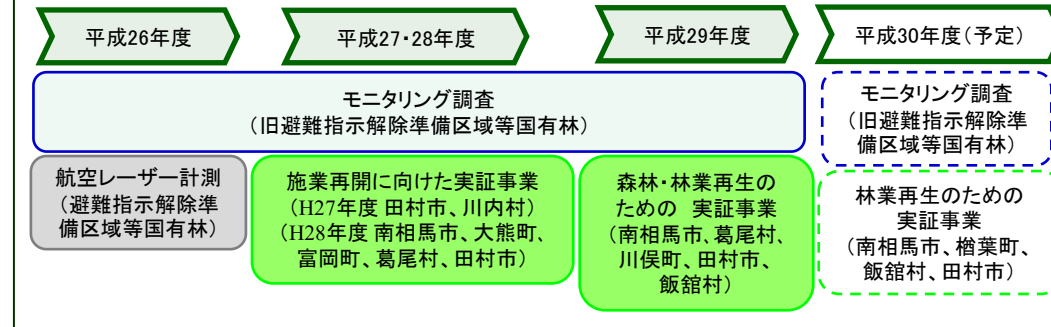 平成26年度
平成27・28年度
平成29年度
平成30年度(予定)
モニタリング調査
(旧避難指示解除準備区域等国有林)
モニタリング調査
(旧避難指示解除準
備区域等国有林)
航空レーザー計測
(避難指示解除準
備区域等国有林)
施業再開に向けた実証事業
(H27年度 田村市、川内村)
(H28年度 南相馬市、大熊町、
富岡町、葛尾村、田村市)
森林・林業再生の
ための 実証事業
(南相馬市、葛尾村、
川俣町、田村市、
飯舘村)
林業再生のための
実証事業
(南相馬市、楢葉町、
飯舘村、田村市)